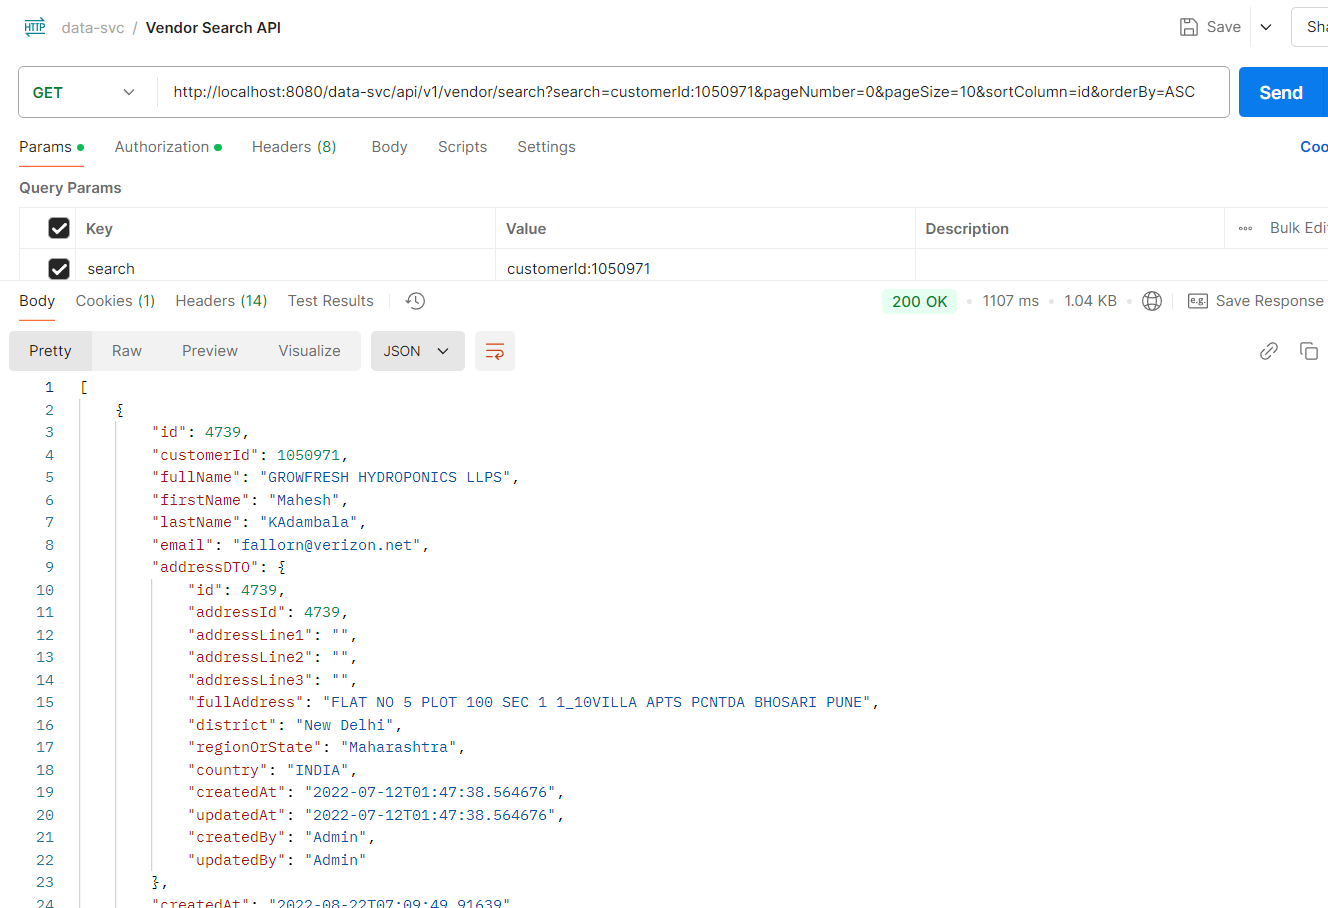 HTTP data-svc / Vendor Search API Save
GET http://localhost:8080/data-svc/api/v1/vendor/search?search=customerId:1050971&pageNumber=0&pageSize=10&sortColumn=id&orderBy=ASC Send
Params Authorization Headers (8) Body Scripts Settings Coo
Query Params
Key Value Description Bulk Edi
search customerId:1050971
Body Cookies (1) Headers (14) Test Results 200 OK 1107 ms 1.04 KB e.g. Save Response
Pretty Raw Preview Visualize JSON
1 [
2 {
3 "id": 4739,
4 "customerId": 1050971,
5 "fullName": "GROWFRESH HYDROPONICS LLPS",
6 "firstName": "Mahesh",
7 "lastName": "KAdambala",
8 "email": "fallorn@verizon.net",
9 "addressDTO": {
10 "id": 4739,
11 "addressId": 4739,
12 "addressLine1": "",
13 "addressLine2": "",
14 "addressLine3": "",
15 "fullAddress": "FLAT NO 5 PLOT 100 SEC 1 1_10VILLA APTS PCNTDA BHOSARI PUNE",
16 "district": "New Delhi",
17 "regionOrState": "Maharashtra",
18 "country": "INDIA",
19 "createdAt": "2022-07-12T01:47:38.564676",
20 "updatedAt": "2022-07-12T01:47:38.564676",
21 "createdBy": "Admin",
22 "updatedBy": "Admin"
23 },
24 "createdAt": "2022-08-22T07:09:49.91639"